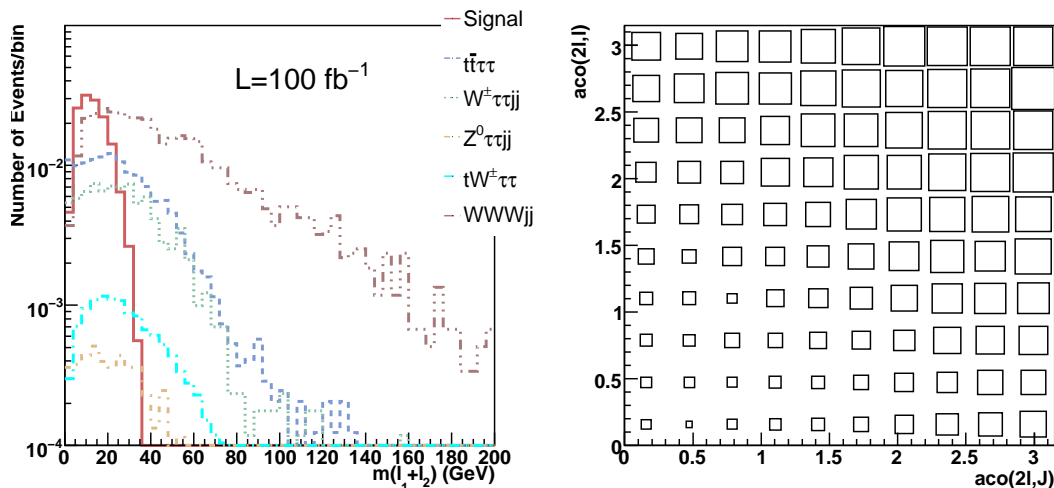 Signal
tt̄ττ
W±ττjj
Z⁰ττjj
tW±ττ
WWWjj
L=100 fb⁻¹
Number of Events/bin
10⁻²
10⁻³
10⁻⁴
0 20 40 60 80 100 120 140 160 180 200
m(l₁+l₂) (GeV)
aco(2l,l)
3
2.5
2
1.5
1
0.5
0
0 0.5 1 1.5 2 2.5 3
aco(2l,J)